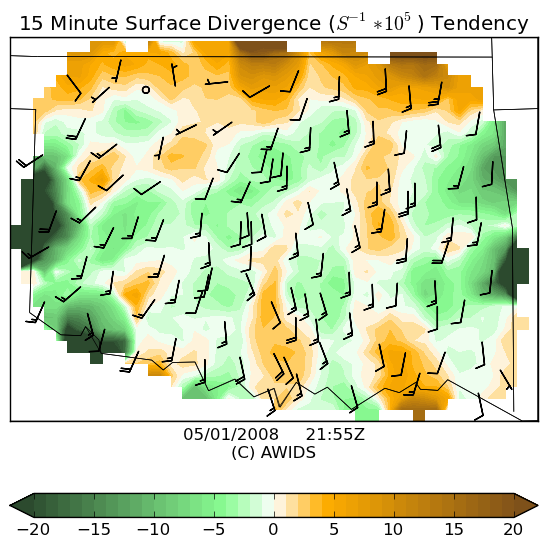 15 Minute Surface Divergence (S⁻¹ *10⁵ ) Tendency
05/01/2008 21:55Z
(C) AWIDS
−20 −15 −10 −5 0 5 10 15 20